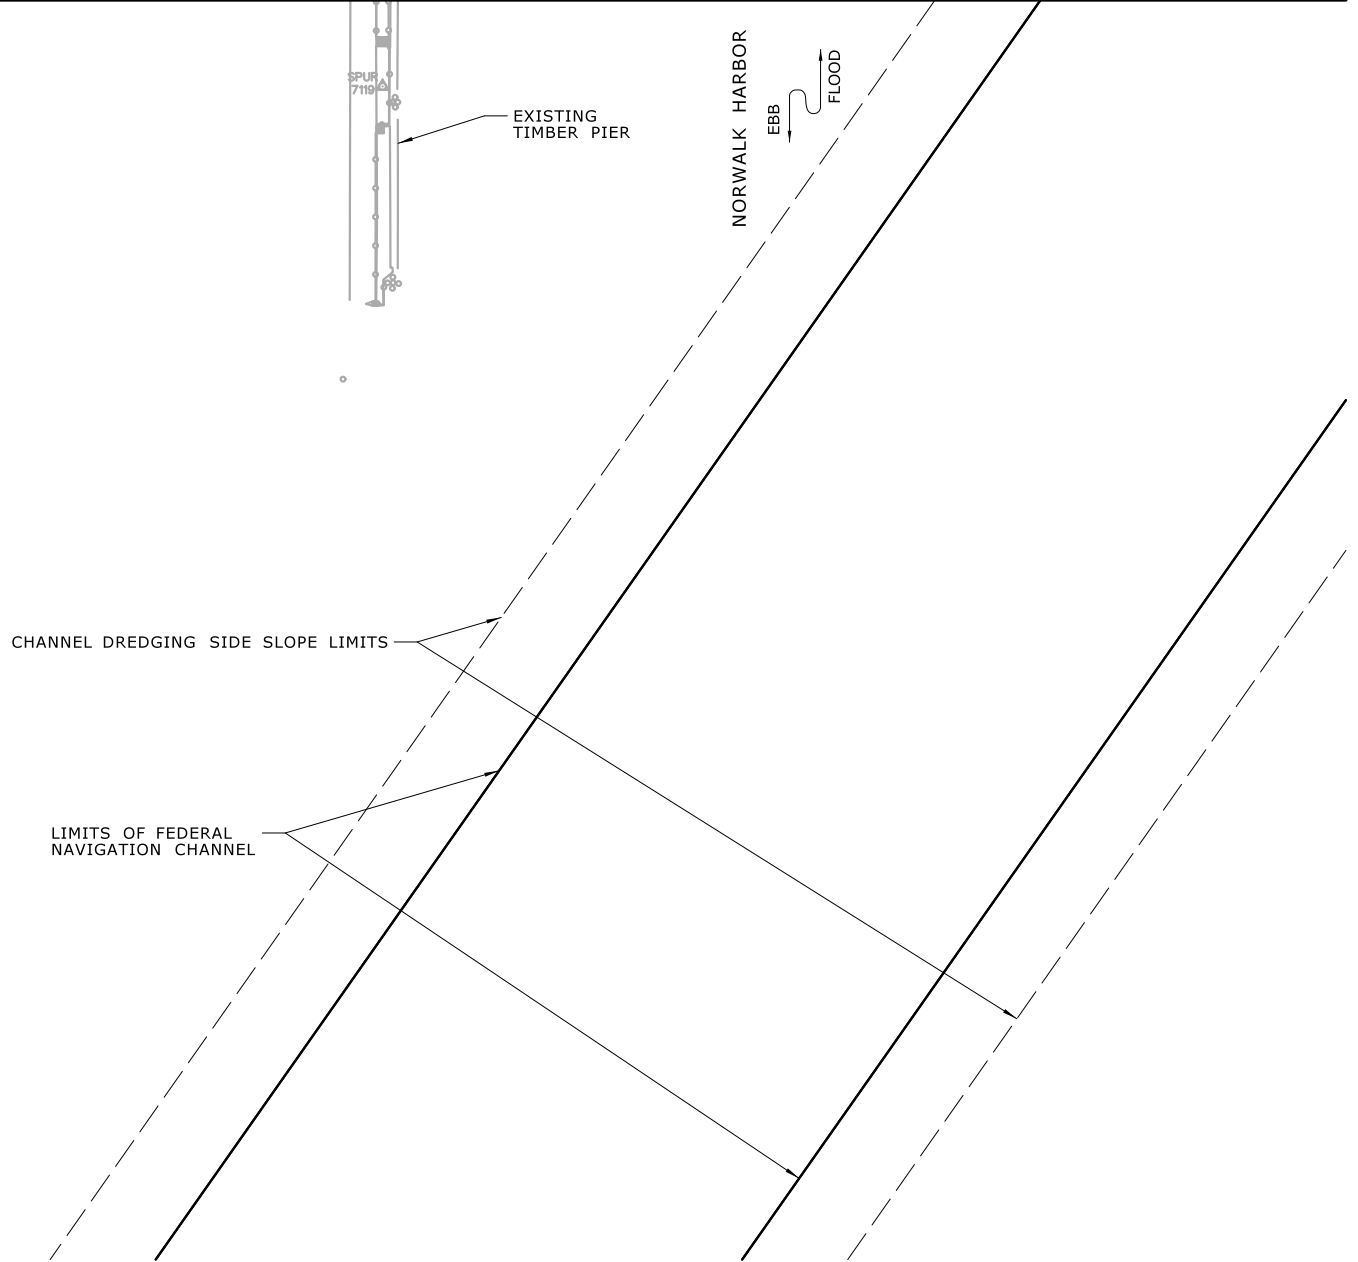 SPUR
7119
EXISTING
TIMBER PIER
NORWALK HARBOR
EBB
FLOOD
CHANNEL DREDGING SIDE SLOPE LIMITS
LIMITS OF FEDERAL
NAVIGATION CHANNEL